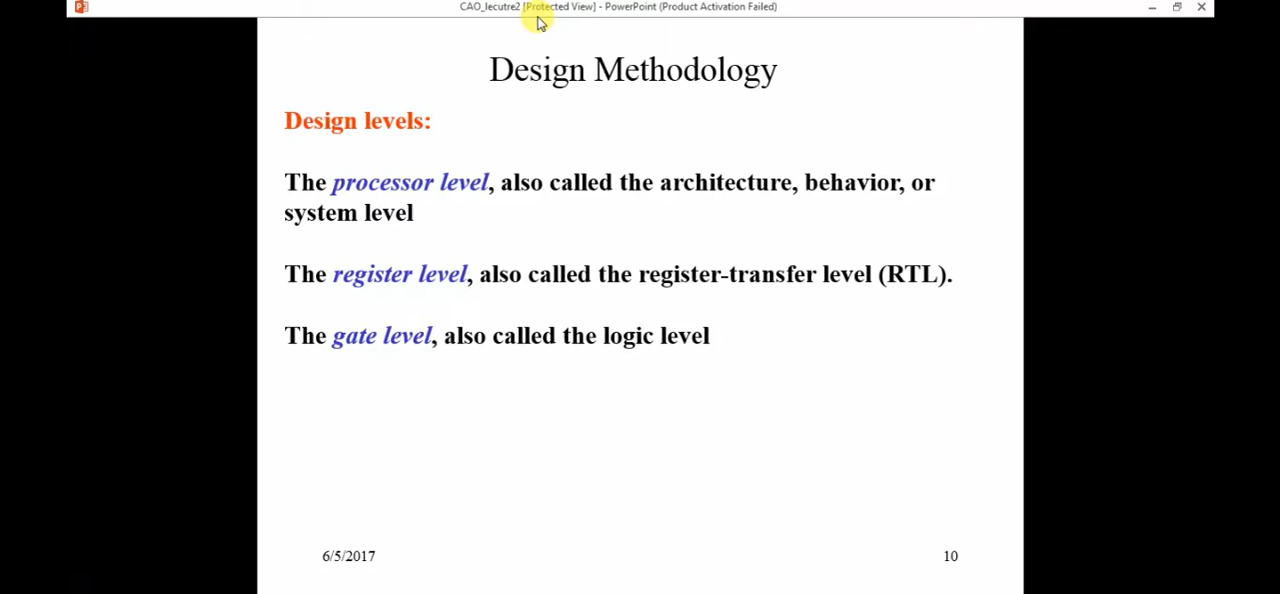 CAO_lecutre2 [Protected View] - PowerPoint (Product Activation Failed)
Design Methodology
Design levels:
The processor level, also called the architecture, behavior, or
system level
The register level, also called the register-transfer level (RTL).
The gate level, also called the logic level
6/5/2017
10